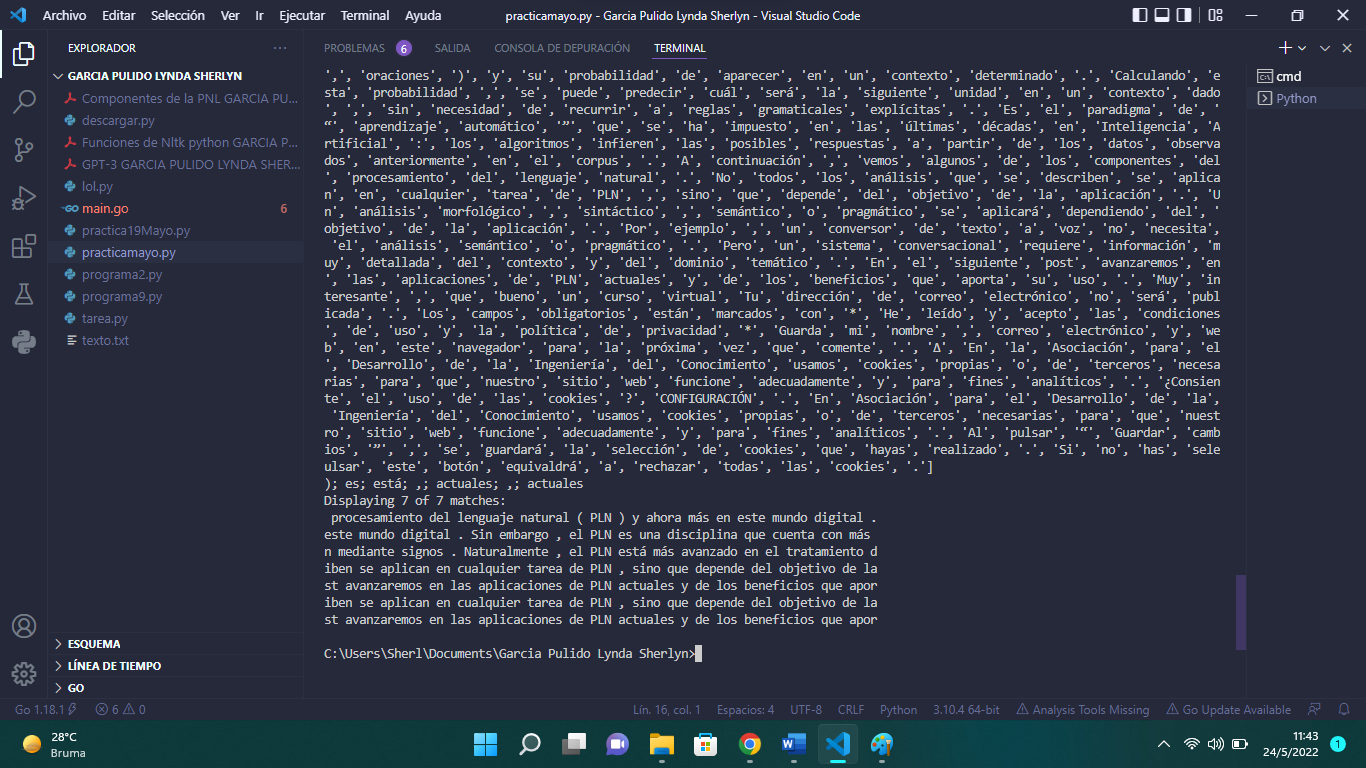 Archivo Editar Selección Ver Ir Ejecutar Terminal Ayuda
practicamayo.py - Garcia Pulido Lynda Sherlyn - Visual Studio Code
EXPLORADOR ···
GARCIA PULIDO LYNDA SHERLYN
Componentes de la PNL GARCIA PU...
descargar.py
Funciones de Nltk python GARCIA P...
GPT-3 GARCIA PULIDO LYNDA SHER...
lol.py
main.go 6
practica19Mayo.py
practicamayo.py
programa2.py
programa9.py
tarea.py
texto.txt
ESQUEMA
LÍNEA DE TIEMPO
GO
PROBLEMAS 6 SALIDA CONSOLA DE DEPURACIÓN TERMINAL
cmd
Python
',', 'oraciones', ')', 'y', 'su', 'probabilidad', 'de', 'aparecer', 'en', 'un', 'contexto', 'determinado', '.', 'Calculando', 'e
sta', 'probabilidad', ',', 'se', 'puede', 'predecir', 'cuál', 'será', 'la', 'siguiente', 'unidad', 'en', 'un', 'contexto', 'dado
', ',', 'sin', 'necesidad', 'de', 'recurrir', 'a', 'reglas', 'gramaticales', 'explícitas', '.', 'Es', 'el', 'paradigma', 'de', '
“', 'aprendizaje', 'automático', '”', 'que', 'se', 'ha', 'impuesto', 'en', 'las', 'últimas', 'décadas', 'en', 'Inteligencia', 'A
rtificial', ':', 'los', 'algoritmos', 'infieren', 'las', 'posibles', 'respuestas', 'a', 'partir', 'de', 'los', 'datos', 'observa
dos', 'anteriormente', 'en', 'el', 'corpus', '.', 'A', 'continuación', ',', 'vemos', 'algunos', 'de', 'los', 'componentes', 'del
', 'procesamiento', 'del', 'lenguaje', 'natural', '.', 'No', 'todos', 'los', 'análisis', 'que', 'se', 'describen', 'se', 'aplica
n', 'en', 'cualquier', 'tarea', 'de', 'PLN', ',', 'sino', 'que', 'depende', 'del', 'objetivo', 'de', 'la', 'aplicación', '.', 'U
n', 'análisis', 'morfológico', ',', 'sintáctico', ',', 'semántico', 'o', 'pragmático', 'se', 'aplicará', 'dependiendo', 'del', '
objetivo', 'de', 'la', 'aplicación', '.', 'Por', 'ejemplo', ',', 'un', 'conversor', 'de', 'texto', 'a', 'voz', 'no', 'necesita',
'el', 'análisis', 'semántico', 'o', 'pragmático', '.', 'Pero', 'un', 'sistema', 'conversacional', 'requiere', 'información', 'm
uy', 'detallada', 'del', 'contexto', 'y', 'del', 'dominio', 'temático', '.', 'En', 'el', 'siguiente', 'post', 'avanzaremos', 'en
', 'las', 'aplicaciones', 'de', 'PLN', 'actuales', 'y', 'de', 'los', 'beneficios', 'que', 'aporta', 'su', 'uso', '.', 'Muy', 'in
teresante', ',', 'que', 'bueno', 'un', 'curso', 'virtual', 'Tu', 'dirección', 'de', 'correo', 'electrónico', 'no', 'será', 'publ
icada', '.', 'Los', 'campos', 'obligatorios', 'están', 'marcados', 'con', '*', 'He', 'leído', 'y', 'acepto', 'las', 'condiciones
', 'de', 'uso', 'y', 'la', 'política', 'de', 'privacidad', '*', 'Guarda', 'mi', 'nombre', ',', 'correo', 'electrónico', 'y', 'we
b', 'en', 'este', 'navegador', 'para', 'la', 'próxima', 'vez', 'que', 'comente', '.', 'Δ', 'En', 'la', 'Asociación', 'para', 'el
', 'Desarrollo', 'de', 'la', 'Ingeniería', 'del', 'Conocimiento', 'usamos', 'cookies', 'propias', 'o', 'de', 'terceros', 'necesa
rias', 'para', 'que', 'nuestro', 'sitio', 'web', 'funcione', 'adecuadamente', 'y', 'para', 'fines', 'analíticos', '.', '¿Consien
te', 'el', 'uso', 'de', 'las', 'cookies', '?', 'CONFIGURACIÓN', '.', 'En', 'Asociación', 'para', 'el', 'Desarrollo', 'de', 'la',
'Ingeniería', 'del', 'Conocimiento', 'usamos', 'cookies', 'propias', 'o', 'de', 'terceros', 'necesarias', 'para', 'que', 'nuest
ro', 'sitio', 'web', 'funcione', 'adecuadamente', 'y', 'para', 'fines', 'analíticos', '.', 'Al', 'pulsar', '“', 'Guardar', 'camb
ios', '”', ',', 'se', 'guardará', 'la', 'selección', 'de', 'cookies', 'que', 'hayas', 'realizado', '.', 'Si', 'no', 'has', 'sele
ulsar', 'este', 'botón', 'equivaldrá', 'a', 'rechazar', 'todas', 'las', 'cookies', '.']
); es; está; ,; actuales; ,; actuales
Displaying 7 of 7 matches:
procesamiento del lenguaje natural ( PLN ) y ahora más en este mundo digital .
este mundo digital . Sin embargo , el PLN es una disciplina que cuenta con más
n mediante signos . Naturalmente , el PLN está más avanzado en el tratamiento d
iben se aplican en cualquier tarea de PLN , sino que depende del objetivo de la
st avanzaremos en las aplicaciones de PLN actuales y de los beneficios que apor
iben se aplican en cualquier tarea de PLN , sino que depende del objetivo de la
st avanzaremos en las aplicaciones de PLN actuales y de los beneficios que apor
C:\Users\Sherl\Documents\Garcia Pulido Lynda Sherlyn>
Go 1.18.1 6 0 Lín. 16, col. 1 Espacios: 4 UTF-8 CRLF Python 3.10.4 64-bit Analysis Tools Missing Go Update Available
28°C
Bruma
11:43
24/5/2022
1